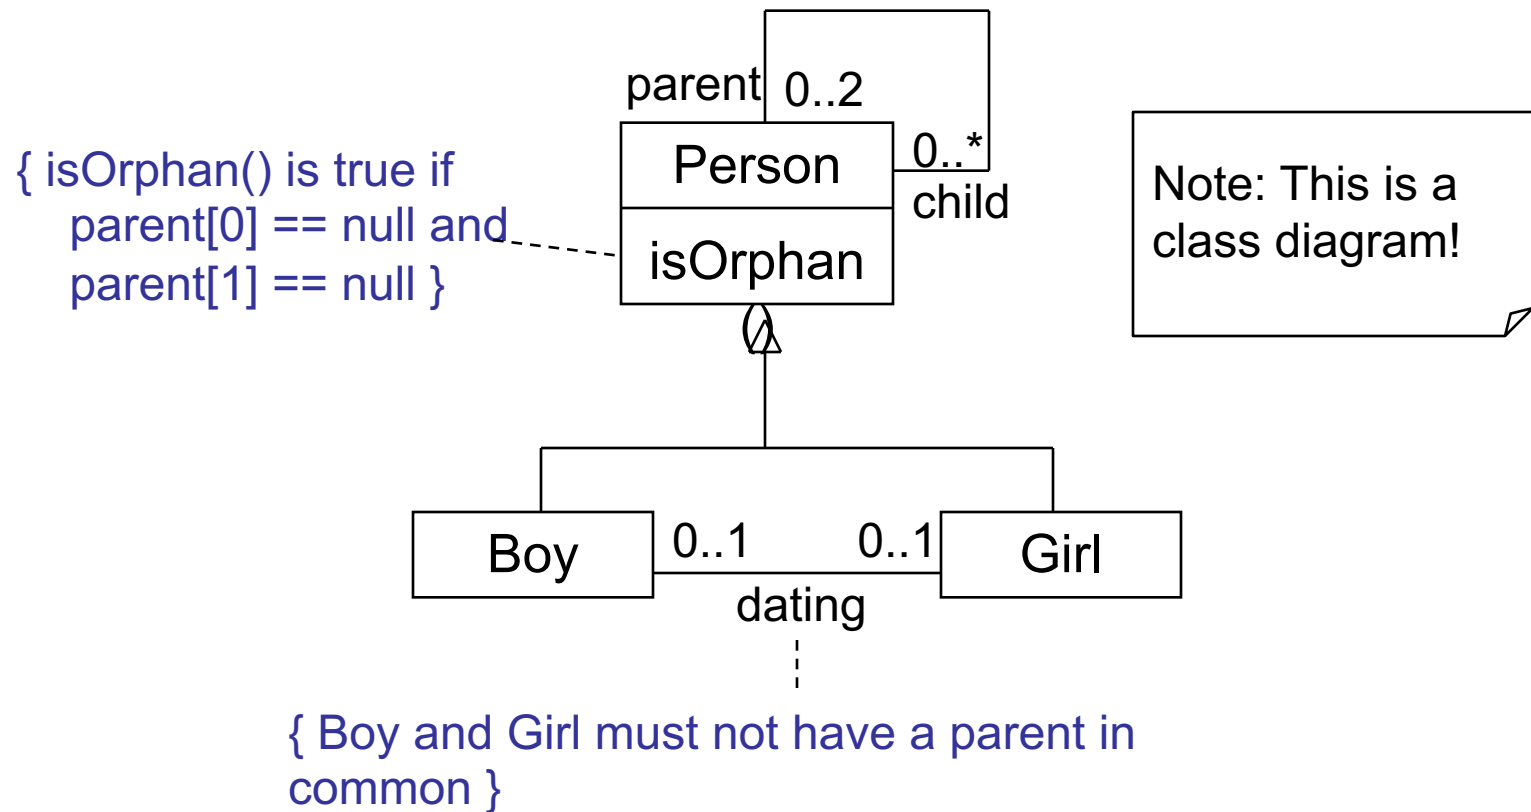 parent 0..2
{ isOrphan() is true if
parent[0] == null and
parent[1] == null }
Person
0..*
child
isOrphan
()
Note: This is a
class diagram!
Boy
0..1
0..1
Girl
dating
{ Boy and Girl must not have a parent in
common }